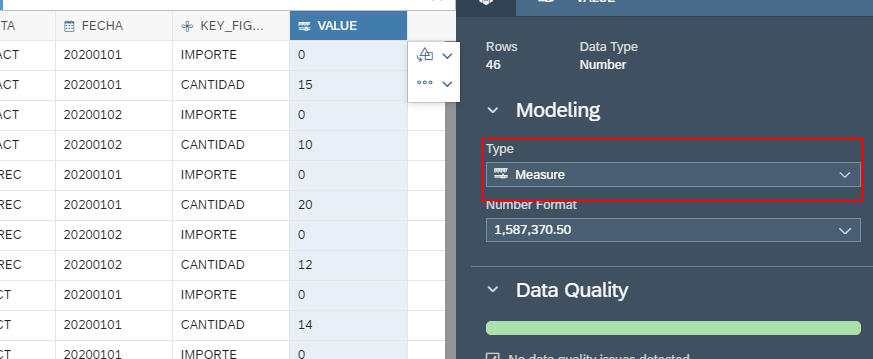 VALUE
TA FECHA KEY_FIG... VALUE
ACT 20200101 IMPORTE 0
ACT 20200101 CANTIDAD 15
ACT 20200102 IMPORTE 0
ACT 20200102 CANTIDAD 10
REC 20200101 IMPORTE 0
REC 20200101 CANTIDAD 20
REC 20200102 IMPORTE 0
REC 20200102 CANTIDAD 12
CT 20200101 IMPORTE 0
CT 20200101 CANTIDAD 14
CT 20200102 IMPORTE 0
Rows Data Type
46 Number
Modeling
Type
Measure
Number Format
1,587,370.50
Data Quality
No data quality issues detected